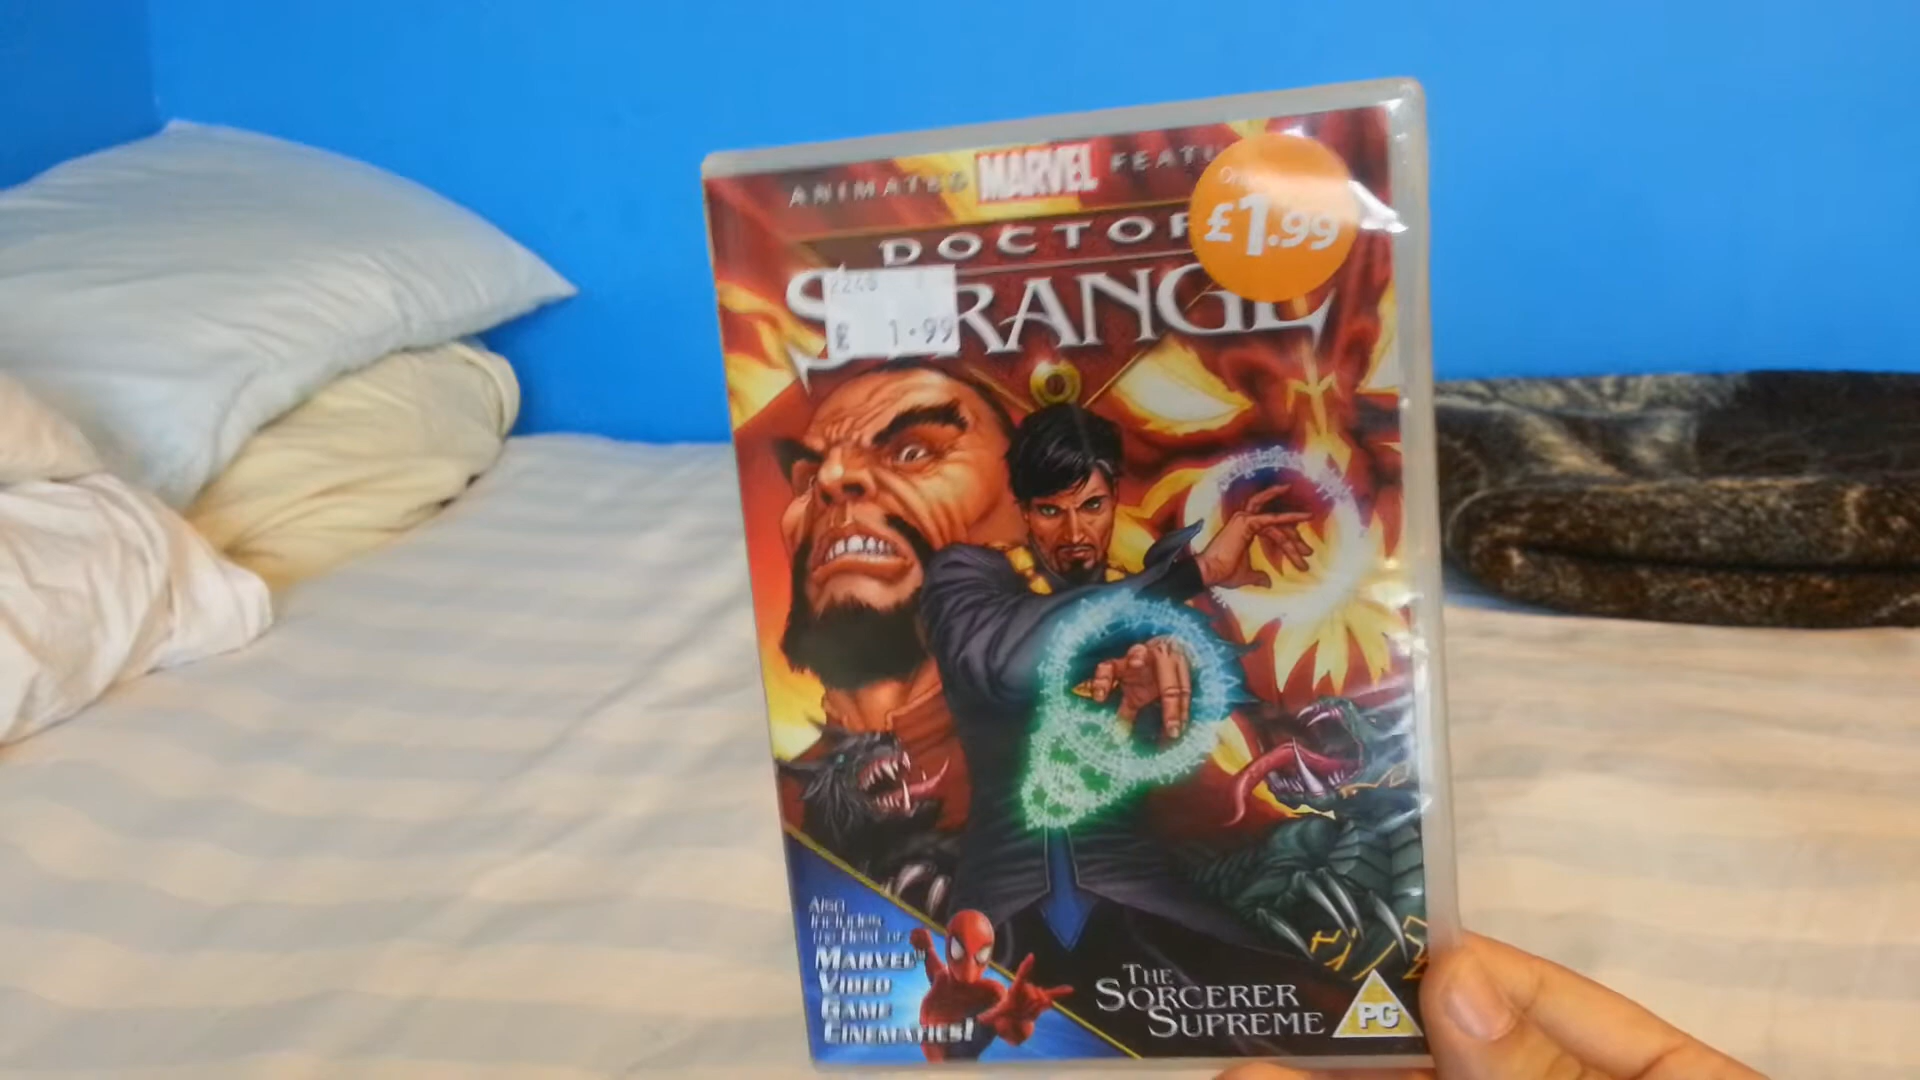 ANIMATED MARVEL FEATU
£1.99
DOCTOR
STRANGE
2248
£ 1.99
Also
Includes
the Best of
MARVEL
VIDEO
GAME
CINEMATICS!
THE
SORCERER
SUPREME
PG